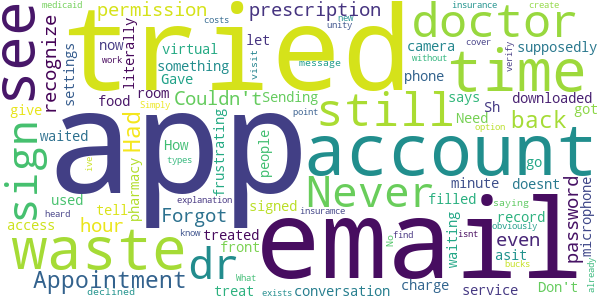 medicaid
permission
prescription
costs
new
insurance
create
see
recognize
settings
now
work
literally
tried
virtual
something
let
visit
message
unity
cover
without
camera
phone
verify
doctor
supposedly
room
food
give
waited
Couldn't
Sending
says
Sh
downloaded
time
Need
got
sign
Had
pharmacy
How
types
app
frustrating
people
still
back
account
go
option
point
Simply
ive
hour
tell
used
access
Forgot
signed
explanation
insurance
Never
minute
filled
doesnt
even
password
microphone
waste
heard
dr
treated
front
know
What
treat
exists
conversation
waiting
record
asit
saying
obviously
already
Appointment
declined
email
No
find
isnt
bucks
charge
service
Don't
Gave